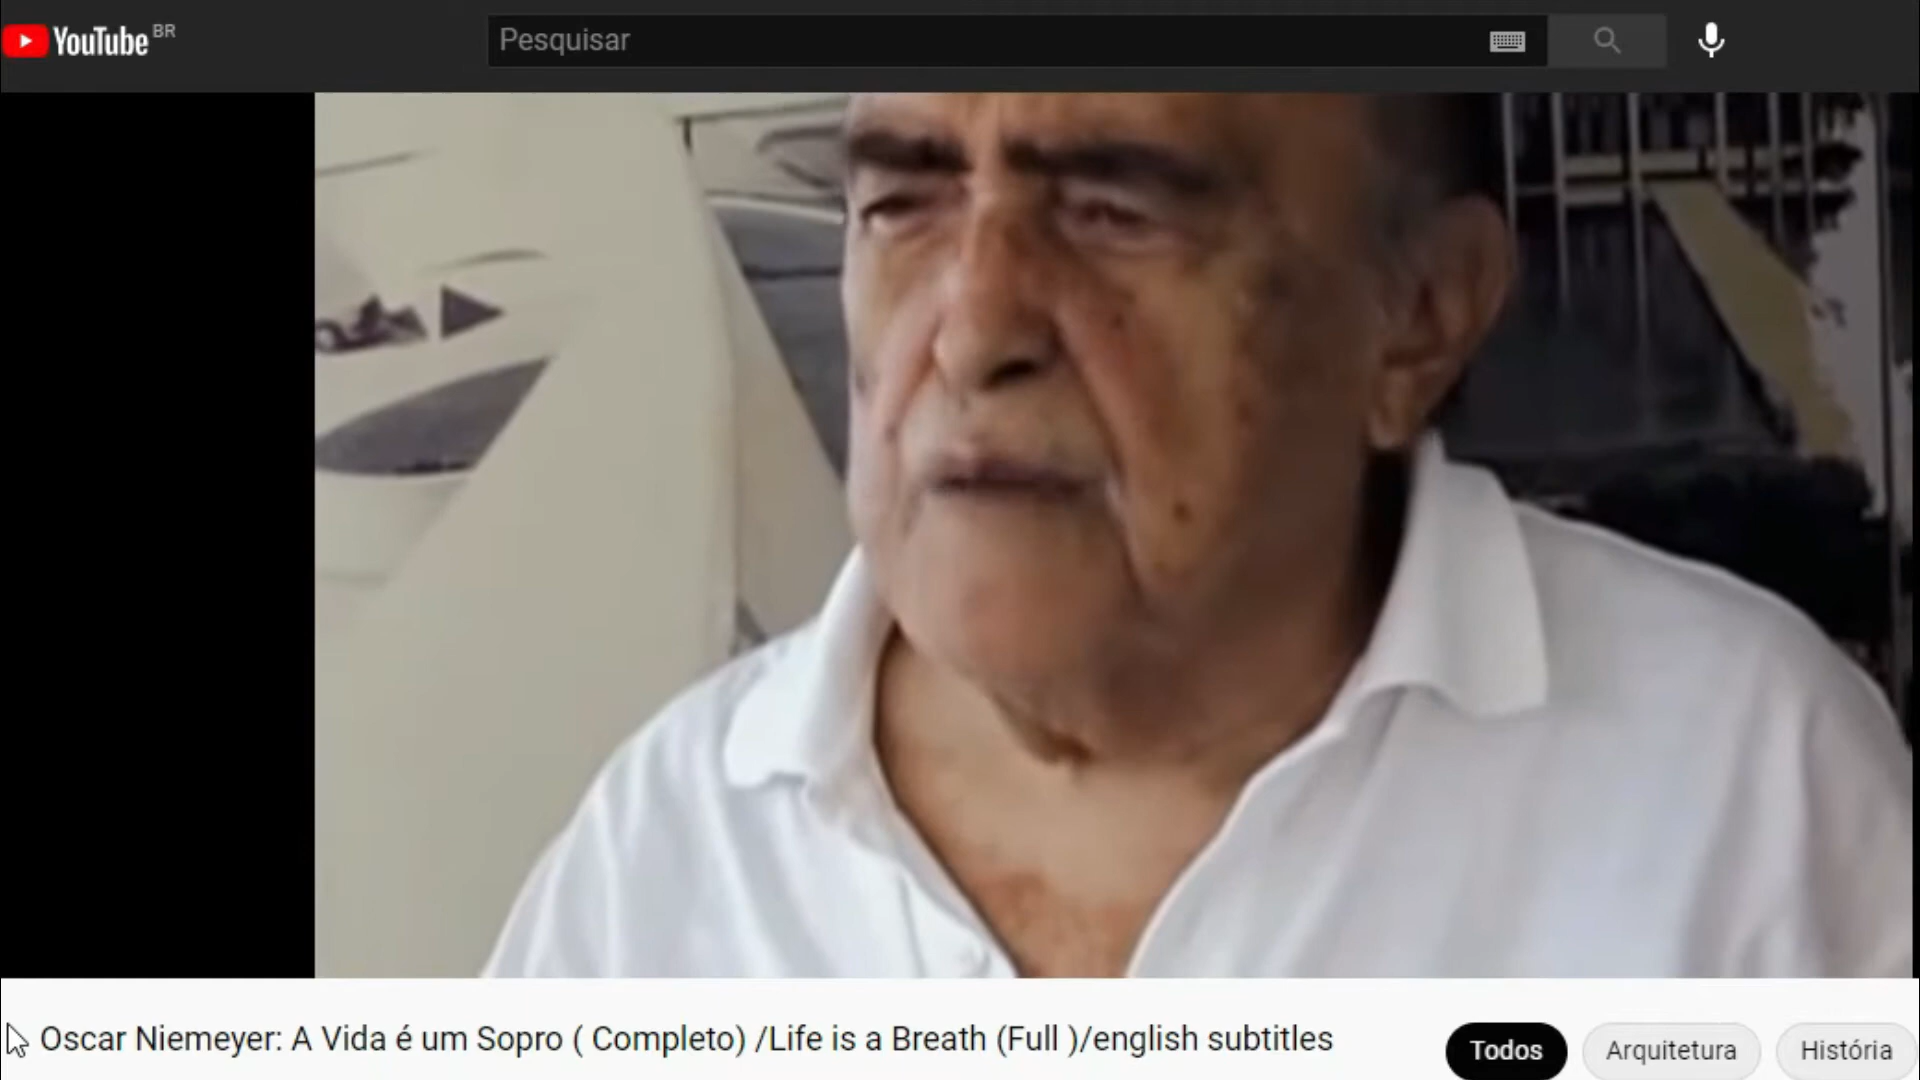 YouTube BR
Pesquisar
Oscar Niemeyer: A Vida é um Sopro ( Completo) /Life is a Breath (Full )/english subtitles
Todos
Arquitetura
História